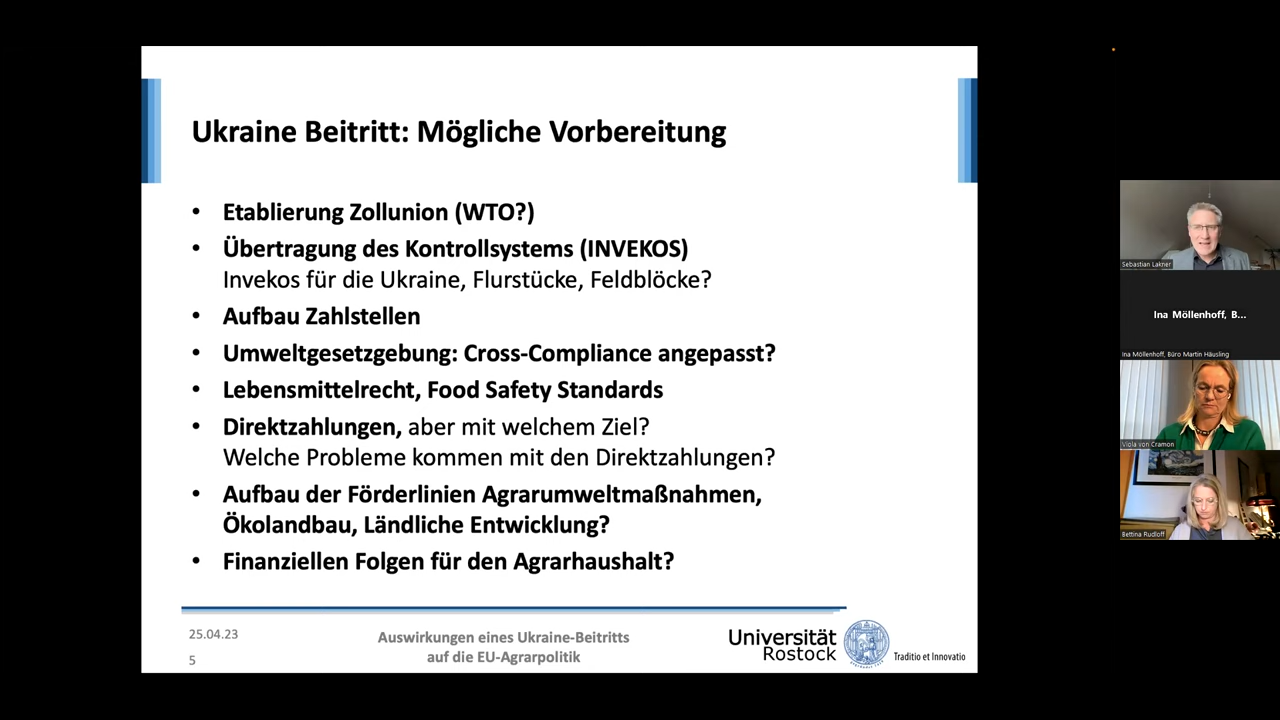 Ukraine Beitritt: Mögliche Vorbereitung
• Etablierung Zollunion (WTO?)
• Übertragung des Kontrollsystems (INVEKOS)
Invekos für die Ukraine, Flurstücke, Feldblöcke?
• Aufbau Zahlstellen
• Umweltgesetzgebung: Cross-Compliance angepasst?
• Lebensmittelrecht, Food Safety Standards
• Direktzahlungen, aber mit welchem Ziel?
Welche Probleme kommen mit den Direktzahlungen?
• Aufbau der Förderlinien Agrarumweltmaßnahmen,
Ökolandbau, Ländliche Entwicklung?
• Finanziellen Folgen für den Agrarhaushalt?
25.04.23
5
Auswirkungen eines Ukraine-Beitritts
auf die EU-Agrarpolitik
Universität
Rostock
Traditio et Innovatio
Sebastian Lakner
Ina Möllenhoff, B...
Ina Möllenhoff, Büro Martin Häusling
Viola von Cramon
Bettina Rudloff